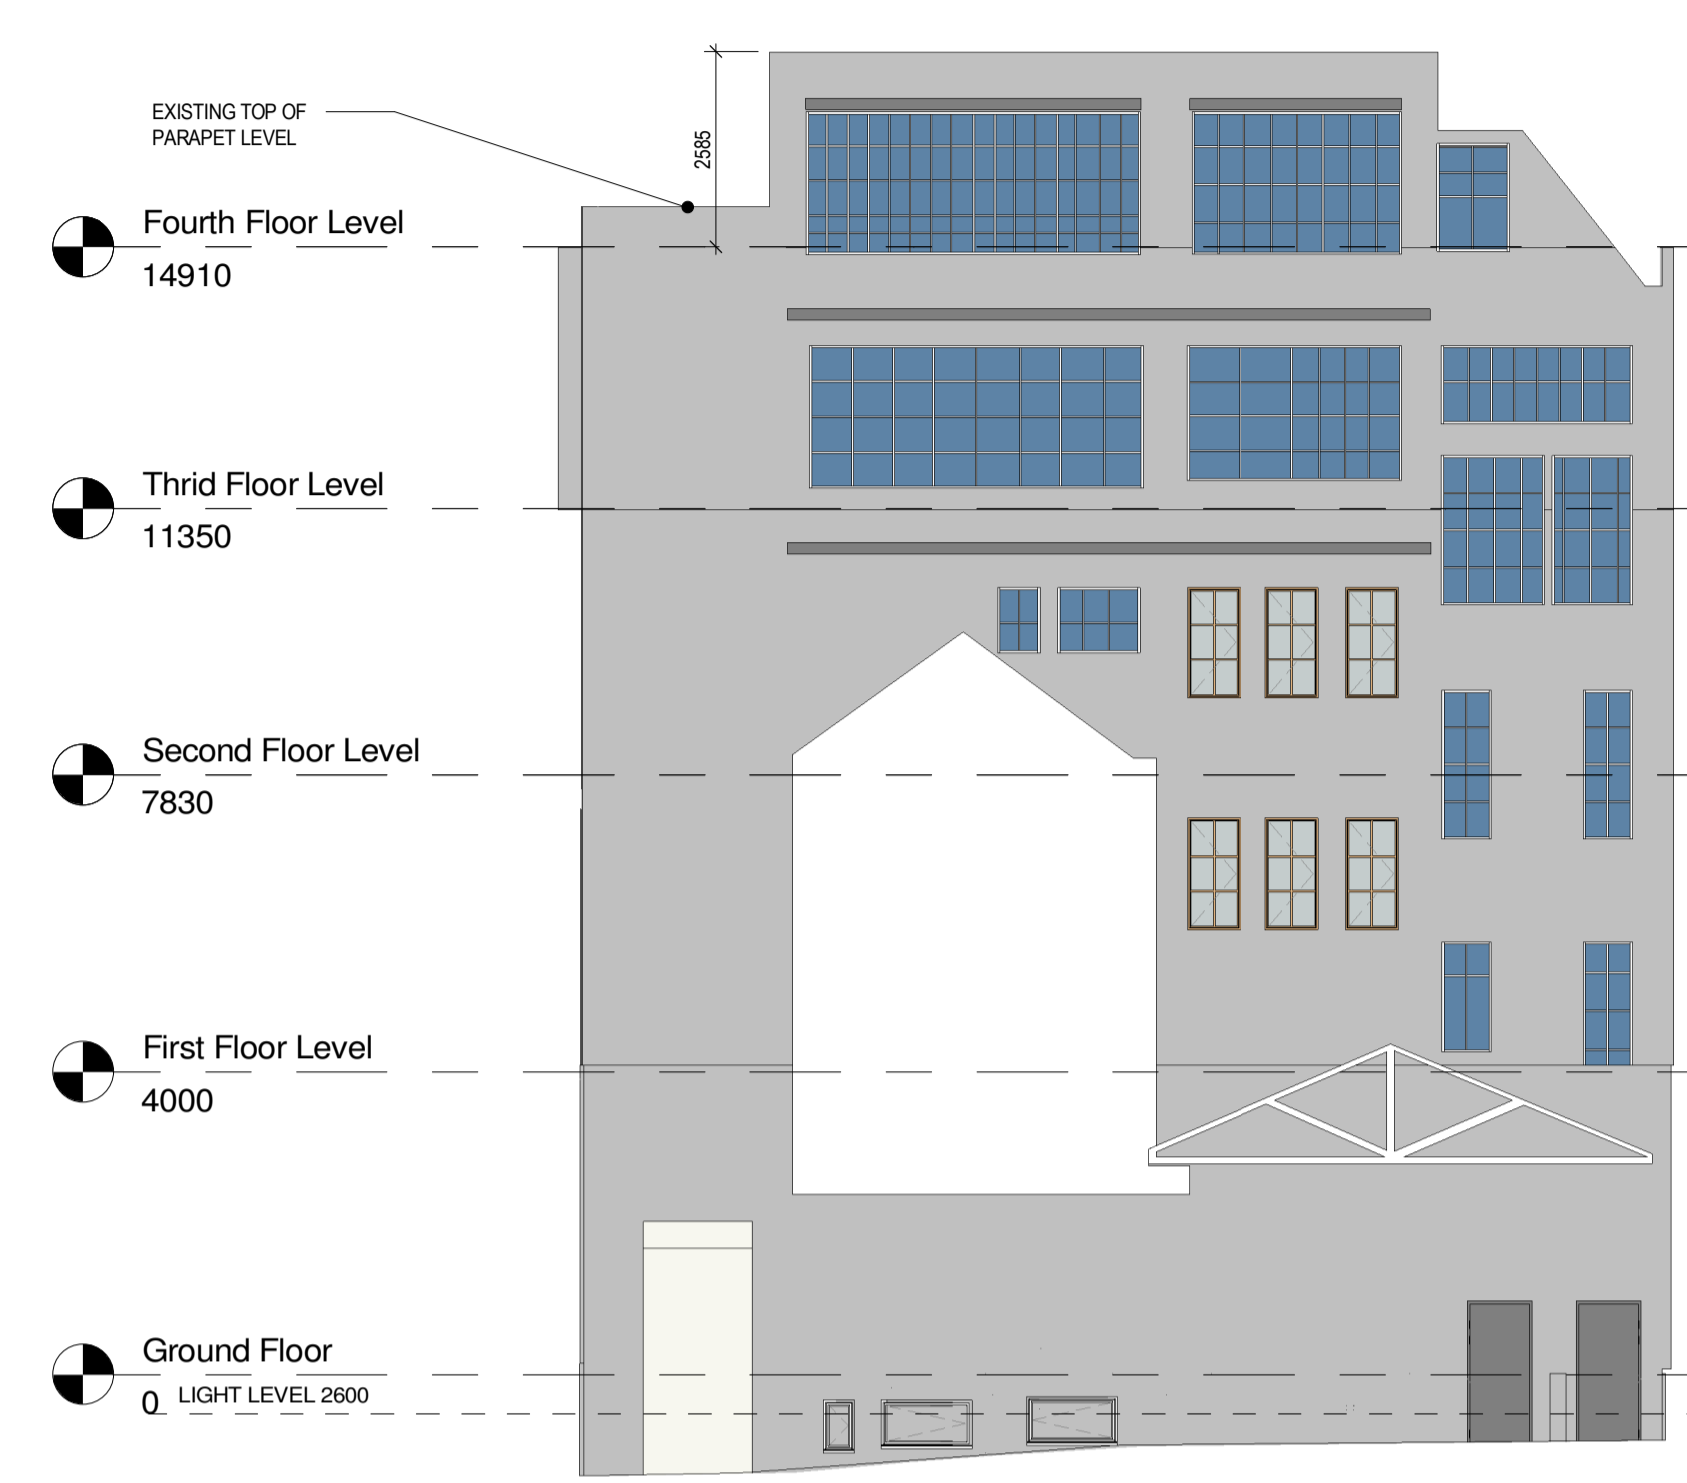 EXISTING TOP OF
PARAPET LEVEL
2585
Fourth Floor Level
14910
Thrid Floor Level
11350
Second Floor Level
7830
First Floor Level
4000
Ground Floor
0 LIGHT LEVEL 2600